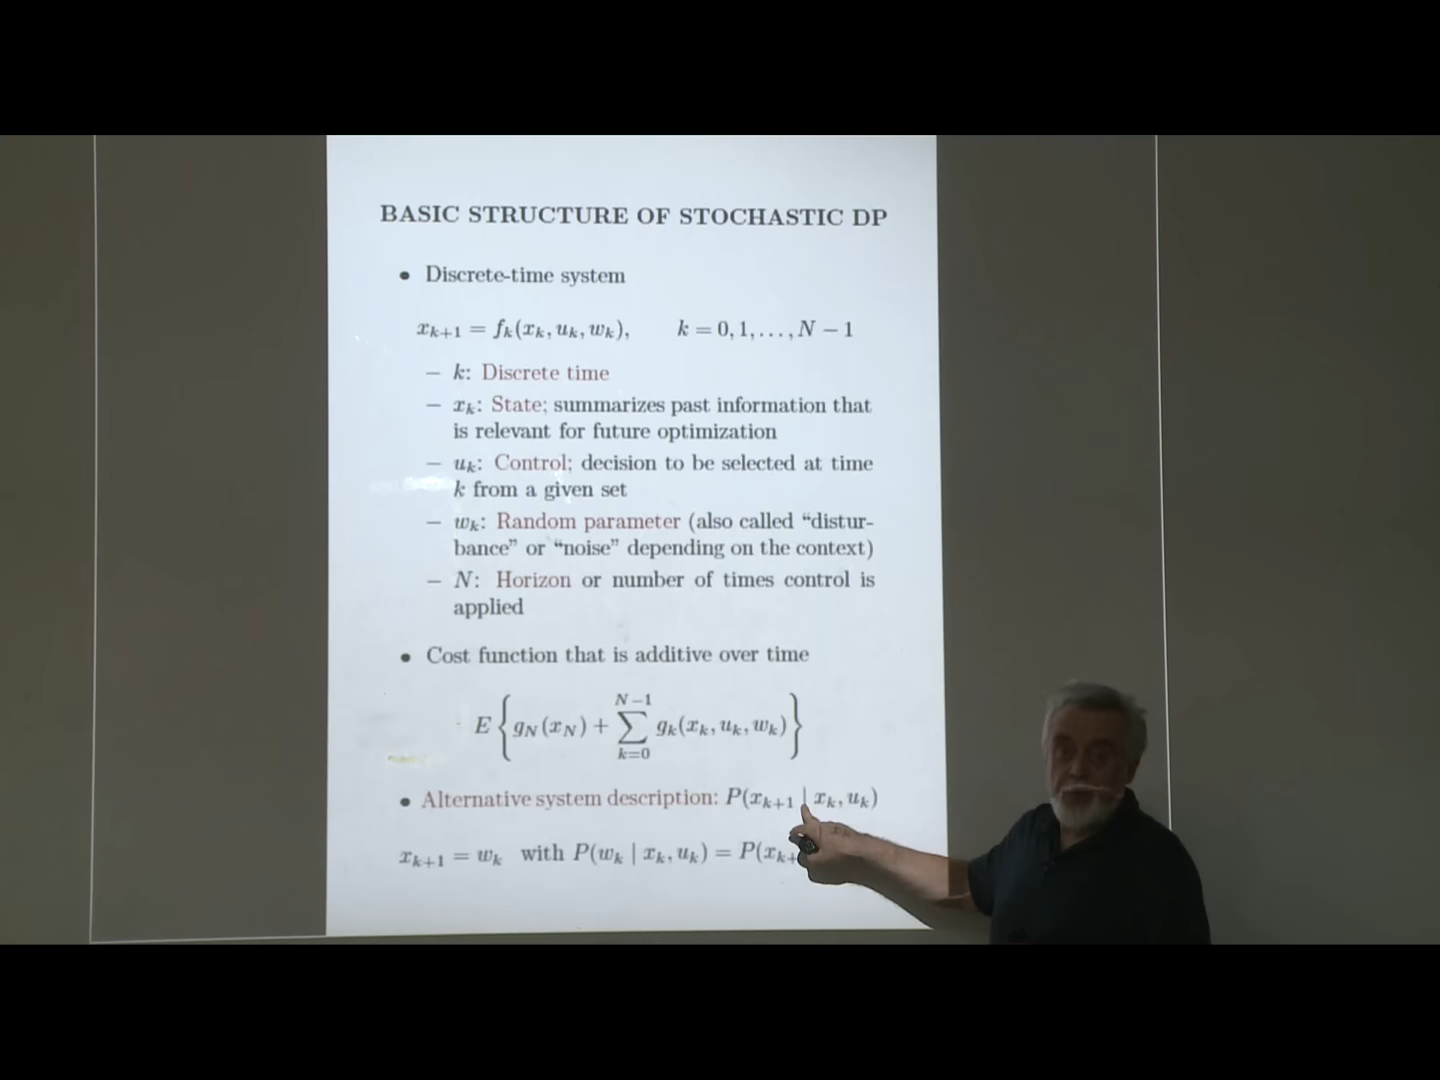 BASIC STRUCTURE OF STOCHASTIC DP
• Discrete-time system
x_{k+1} = f_k(x_k, u_k, w_k), k = 0, 1, . . . , N − 1
– k: Discrete time
– x_k: State; summarizes past information that
is relevant for future optimization
– u_k: Control; decision to be selected at time
k from a given set
– w_k: Random parameter (also called “distur-
bance” or “noise” depending on the context)
– N: Horizon or number of times control is
applied
• Cost function that is additive over time
E { g_N(x_N) + ∑_{k=0}^{N−1} g_k(x_k, u_k, w_k) }
• Alternative system description: P(x_{k+1} | x_k, u_k)
x_{k+1} = w_k with P(w_k | x_k, u_k) = P(x_{k+